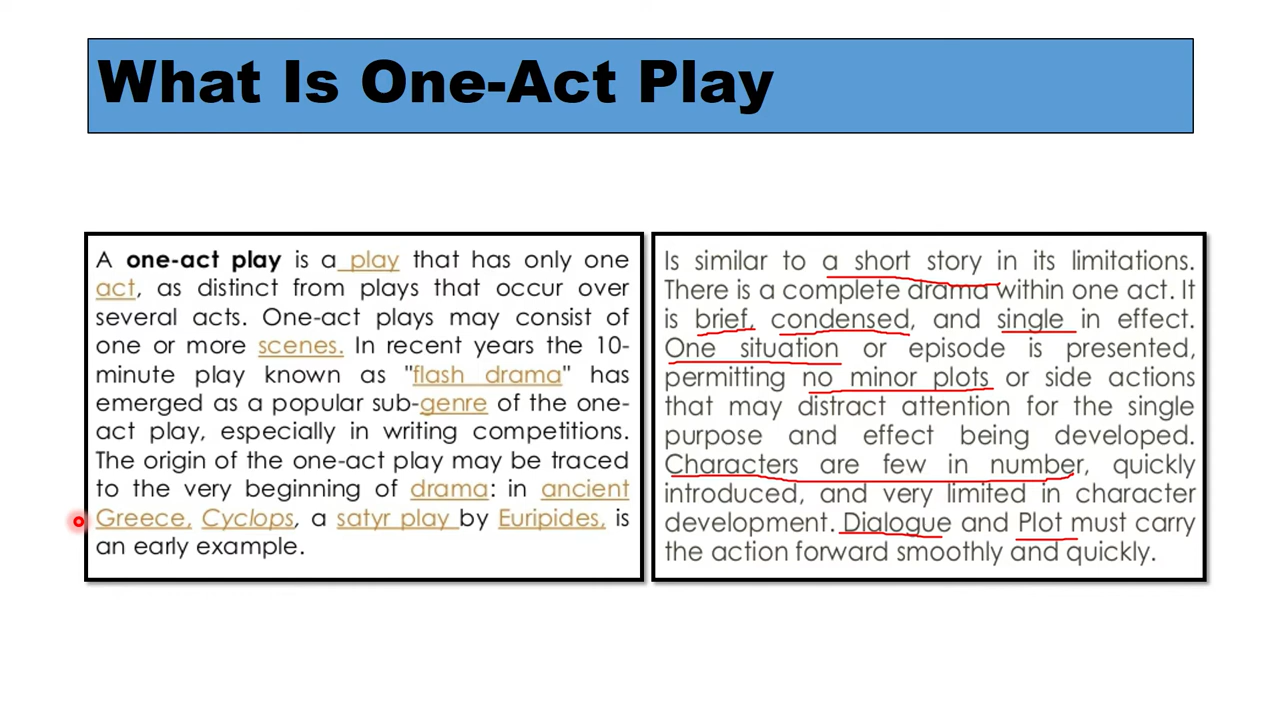 What Is One-Act Play
A one-act play is a play that has only one
act, as distinct from plays that occur over
several acts. One-act plays may consist of
one or more scenes. In recent years the 10-
minute play known as "flash drama" has
emerged as a popular sub-genre of the one-
act play, especially in writing competitions.
The origin of the one-act play may be traced
to the very beginning of drama: in ancient
Greece, Cyclops, a satyr play by Euripides, is
an early example.
Is similar to a short story in its limitations.
There is a complete drama within one act. It
is brief, condensed, and single in effect.
One situation or episode is presented,
permitting no minor plots or side actions
that may distract attention for the single
purpose and effect being developed.
Characters are few in number, quickly
introduced, and very limited in character
development. Dialogue and Plot must carry
the action forward smoothly and quickly.